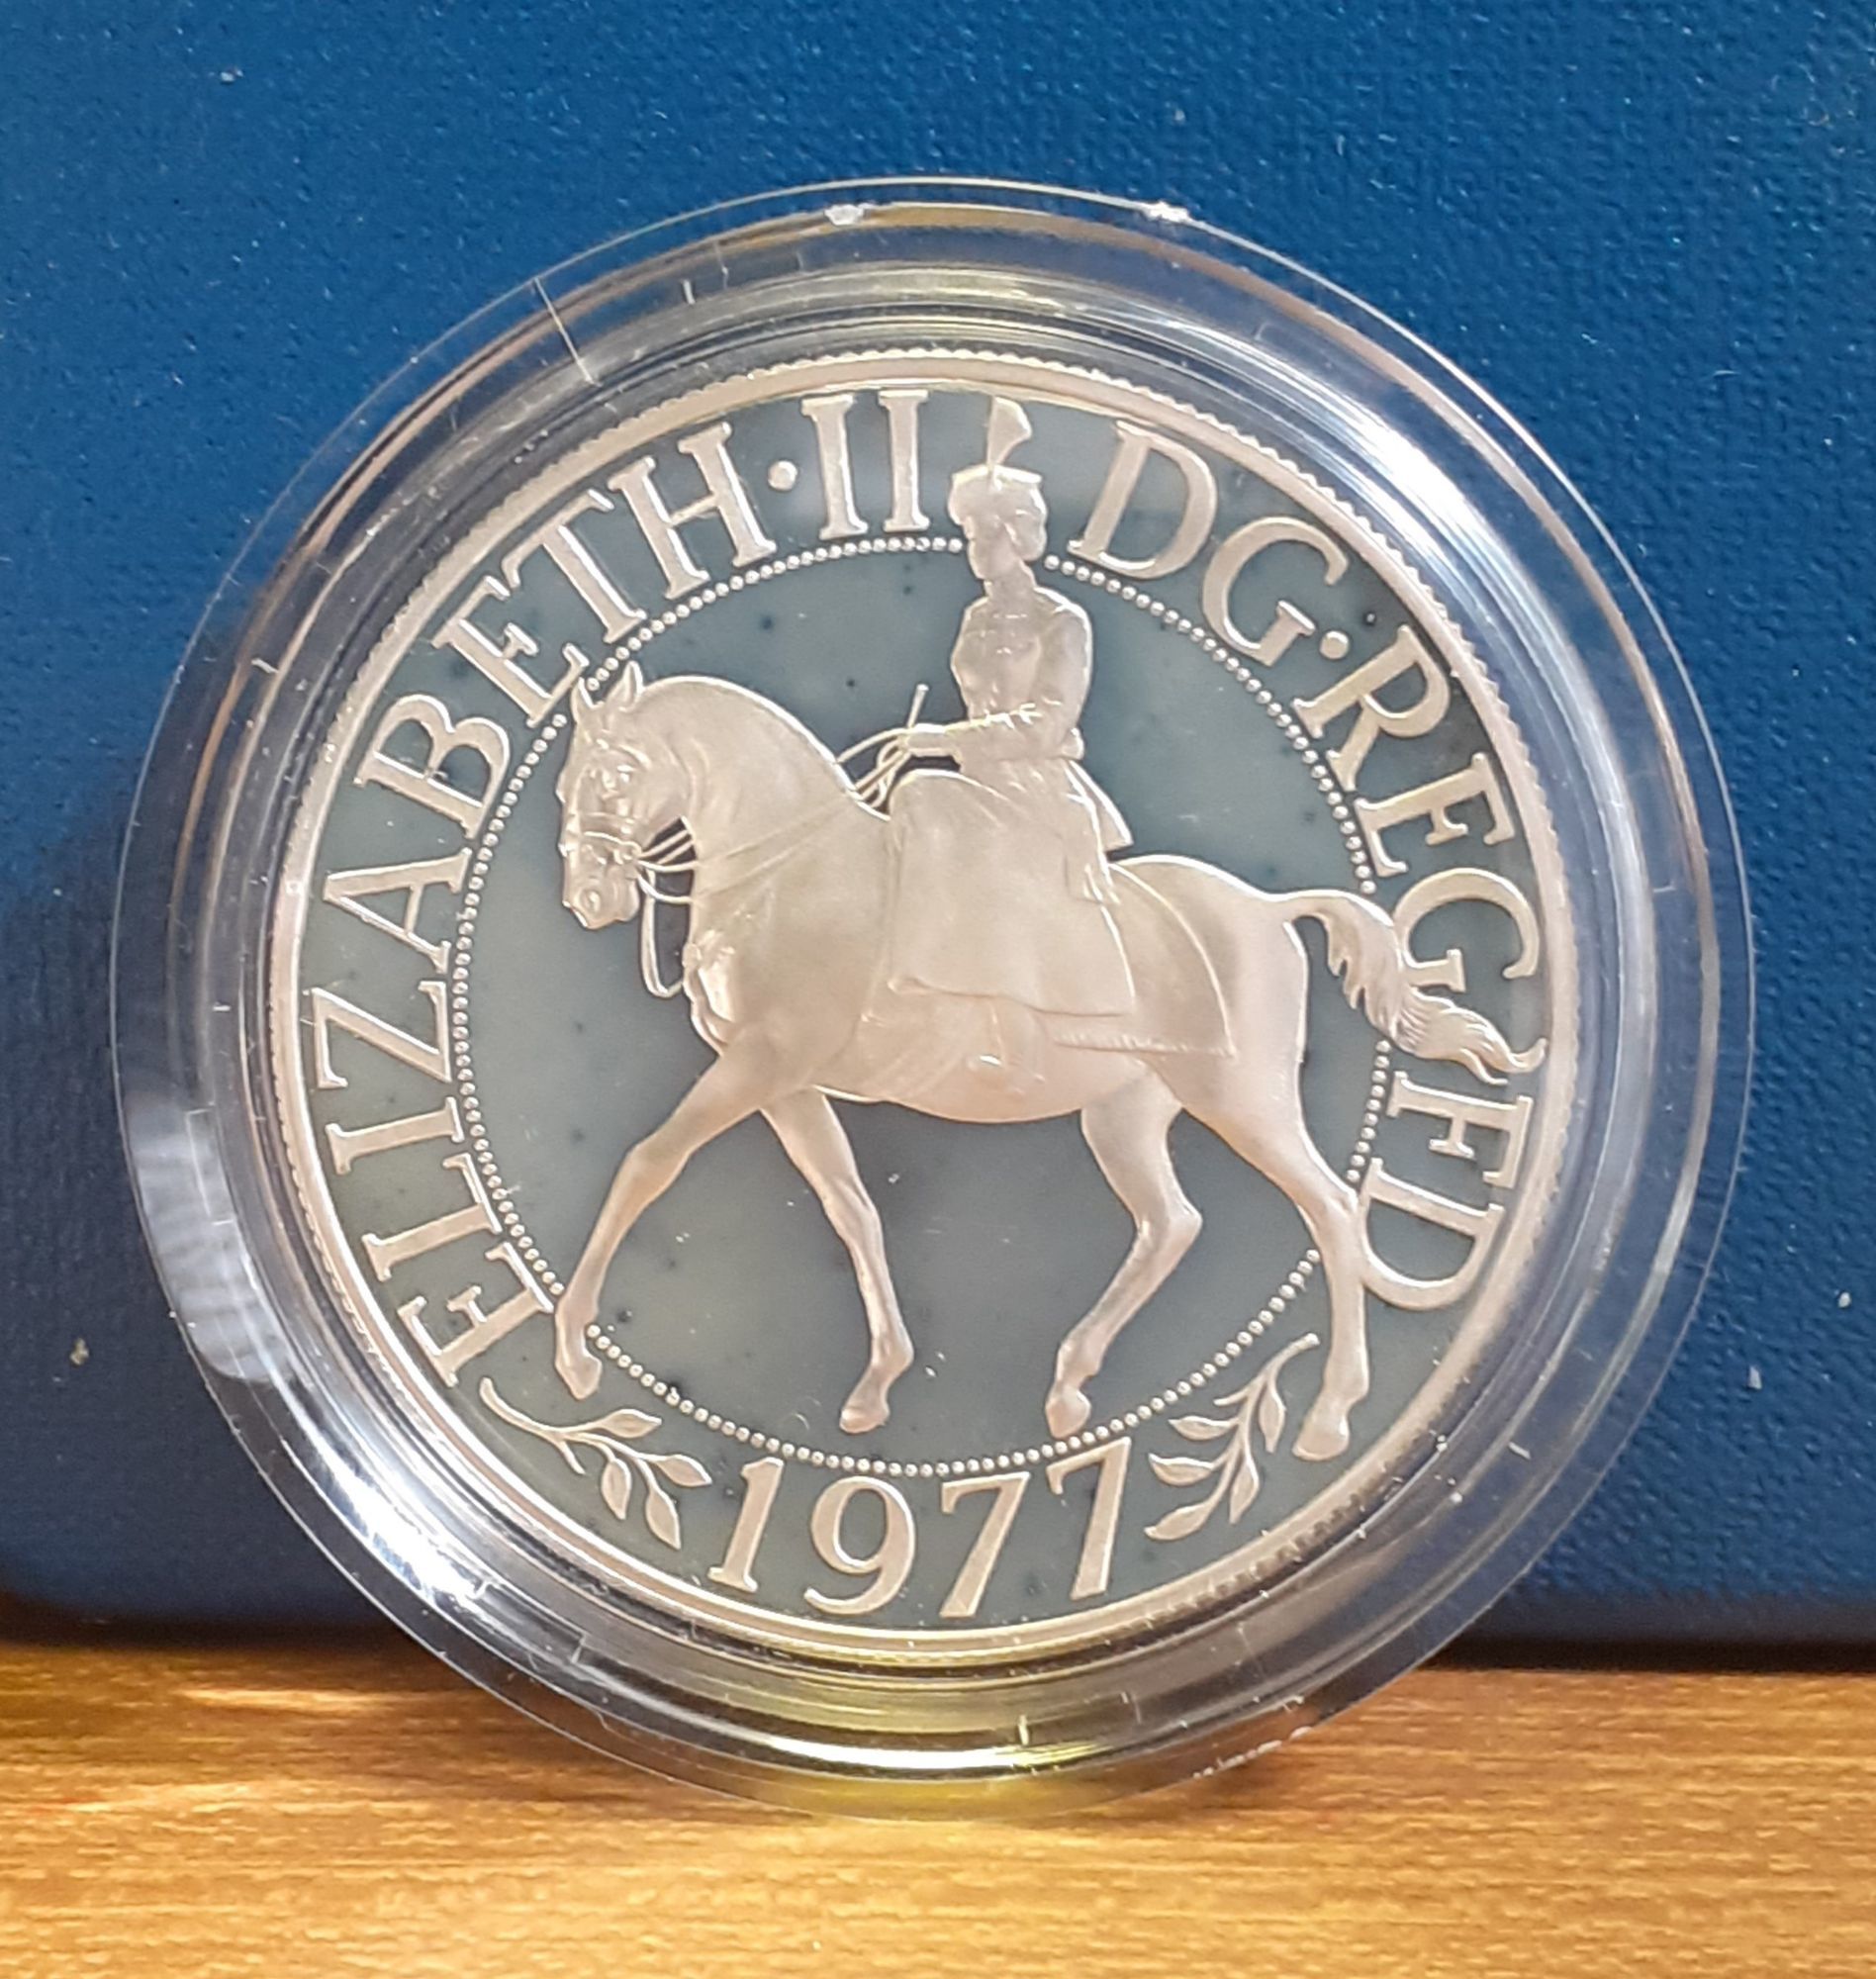 ELIZABETH·II DG·REG FD
1977